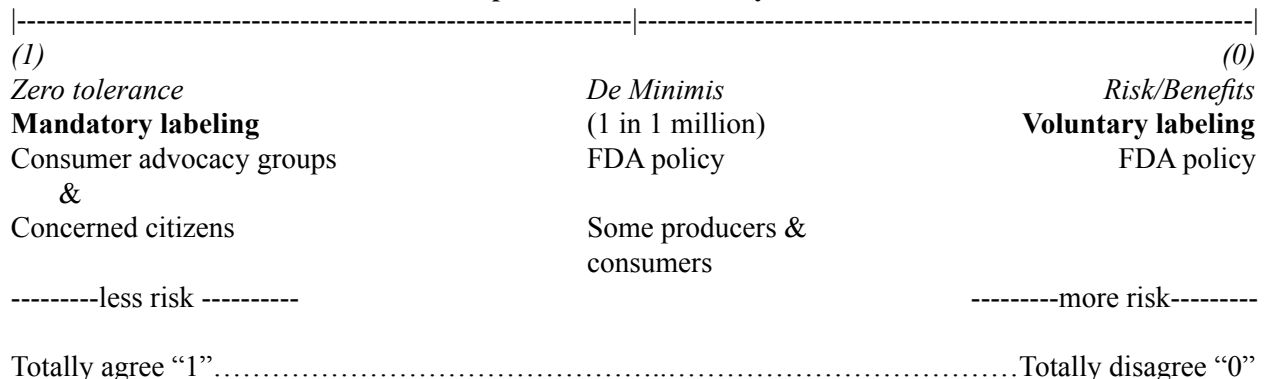 |---------------------------------------------------------------|-----------------------------------------------------------------|
(1) (0)
Zero tolerance De Minimis Risk/Benefits
Mandatory labeling (1 in 1 million) Voluntary labeling
Consumer advocacy groups FDA policy FDA policy
&
Concerned citizens Some producers &
consumers
---------less risk ---------- ---------more risk---------
Totally agree “1”……………………………………………..…………………………………Totally disagree “0”